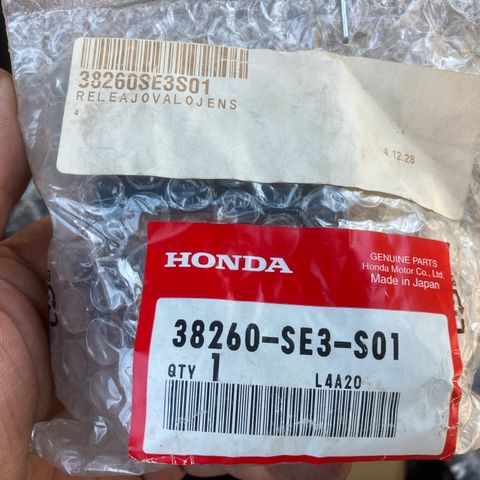 38260SE3S01
RELEAJOVALOJENS
4
4.12.28
HONDA
GENUINE PARTS
Honda Motor Co., Ltd.
Made in Japan
38260-SE3-S01
QTY 1
L4A20